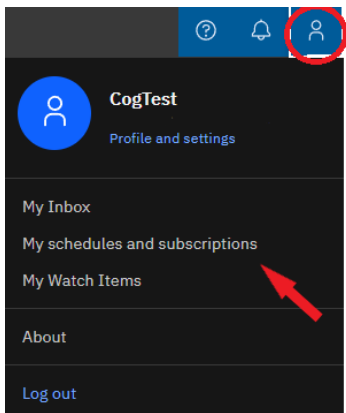 CogTest
Profile and settings
My Inbox
My schedules and subscriptions
My Watch Items
About
Log out